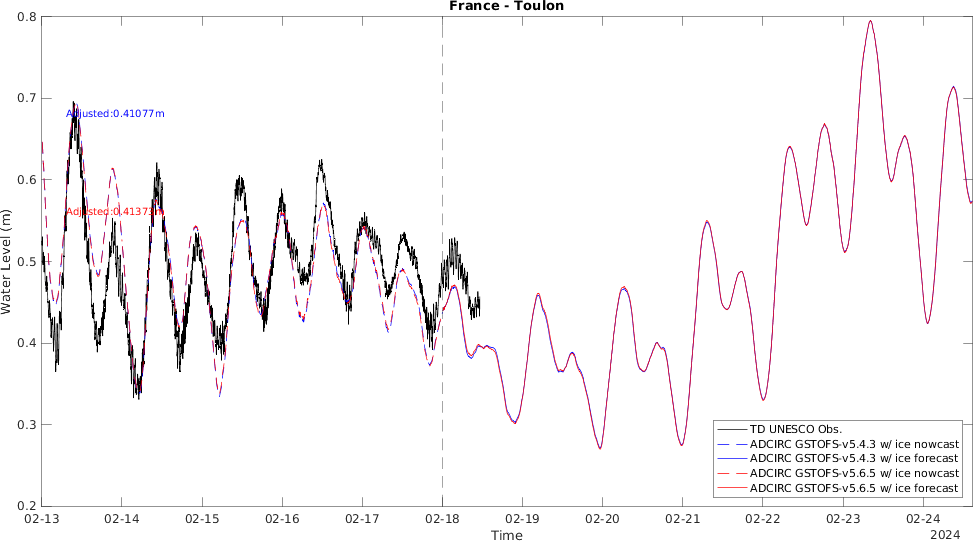 France - Toulon
0.8
0.7
0.6
0.5
0.4
0.3
0.2
Water Level (m)
Adjusted:0.41077m
Adjusted:0.41373m
TD UNESCO Obs.
ADCIRC GSTOFS-v5.4.3 w/ ice nowcast
ADCIRC GSTOFS-v5.4.3 w/ ice forecast
ADCIRC GSTOFS-v5.6.5 w/ ice nowcast
ADCIRC GSTOFS-v5.6.5 w/ ice forecast
02-13 02-14 02-15 02-16 02-17 02-18 02-19 02-20 02-21 02-22 02-23 02-24
Time
2024